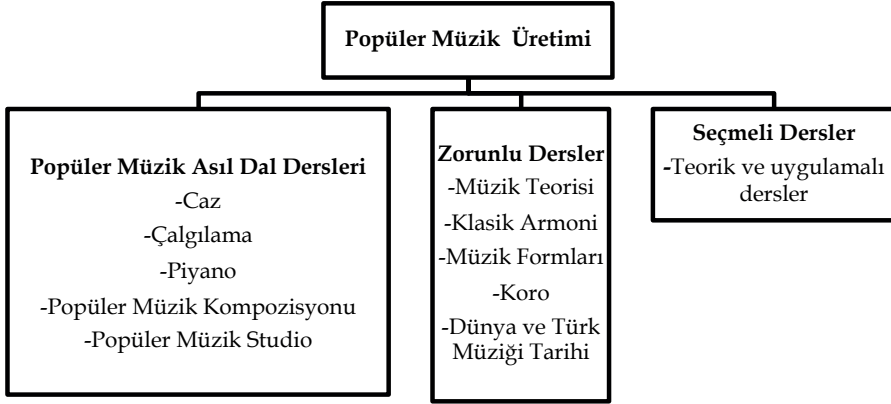 Popüler Müzik Üretimi
Popüler Müzik Asıl Dal Dersleri
-Caz
-Çalgılama
-Piyano
-Popüler Müzik Kompozisyonu
-Popüler Müzik Studio
Zorunlu Dersler
-Müzik Teorisi
-Klasik Armoni
-Müzik Formları
-Koro
-Dünya ve Türk
Müziği Tarihi
Seçmeli Dersler
-Teorik ve uygulamalı
dersler